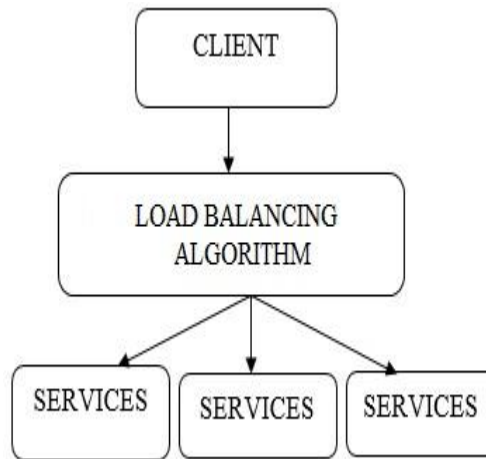 CLIENT
LOAD BALANCING
ALGORITHM
SERVICES
SERVICES
SERVICES